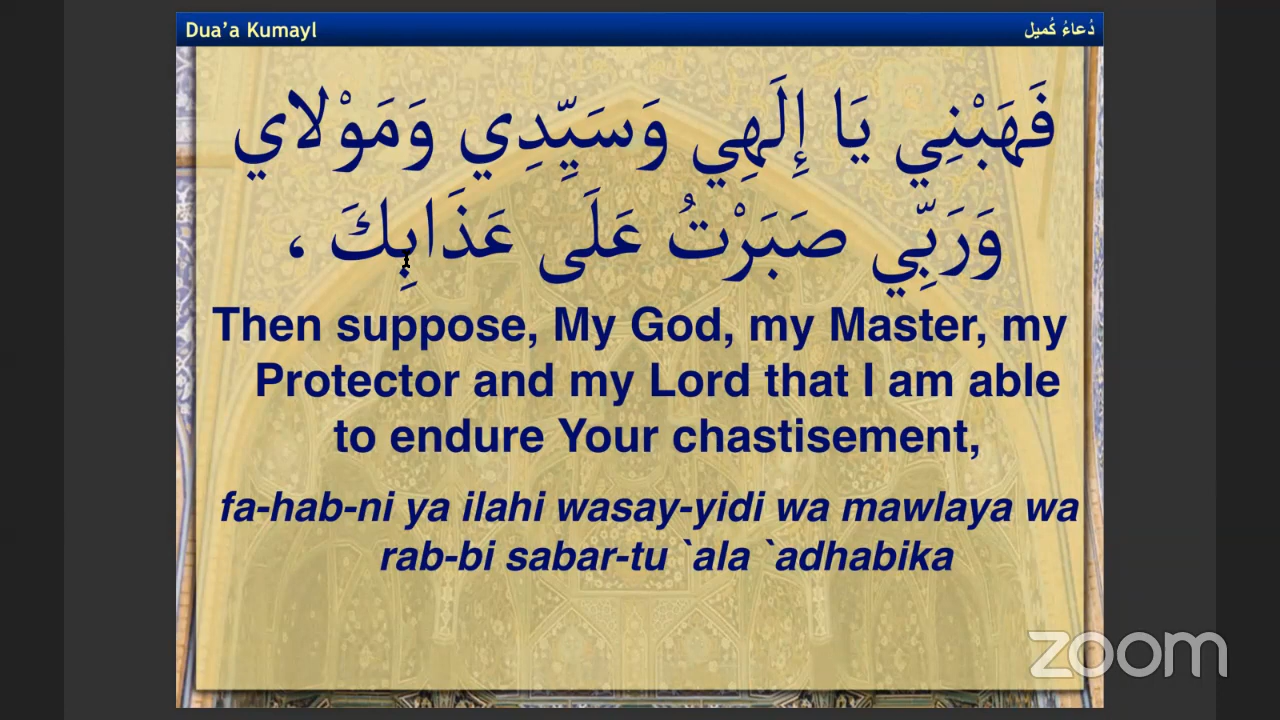 Dua’a Kumayl
دُعاءُ كُميل
فَهَبْنِي يَا إِلَهِي وَسَيِّدِي وَمَوْلاي
وَرَبِّي صَبَرْتُ عَلَى عَذَابِكَ ،
Then suppose, My God, my Master, my
Protector and my Lord that I am able
to endure Your chastisement,
fa-hab-ni ya ilahi wasay-yidi wa mawlaya wa
rab-bi sabar-tu `ala `adhabika
zoom